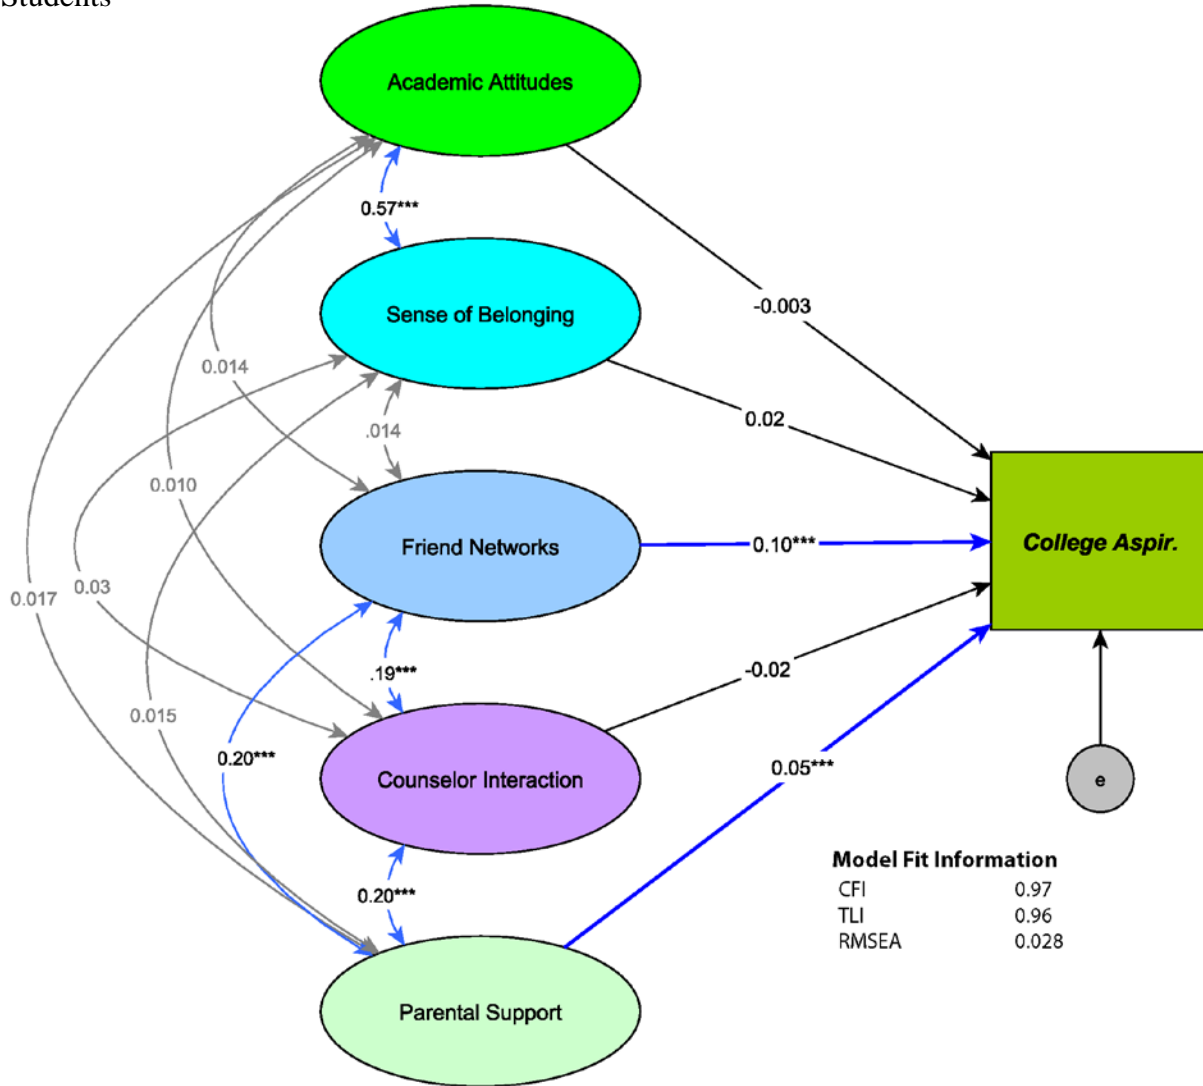 Students
Academic Attitudes
0.57***
-0.003
Sense of Belonging
0.014
0.02
.014
0.010
Friend Networks
0.10***
College Aspir.
0.03
0.017
.19***
-0.02
0.015
0.20***
0.05***
Counselor Interaction
e
0.20***
Model Fit Information
CFI 0.97
TLI 0.96
RMSEA 0.028
Parental Support